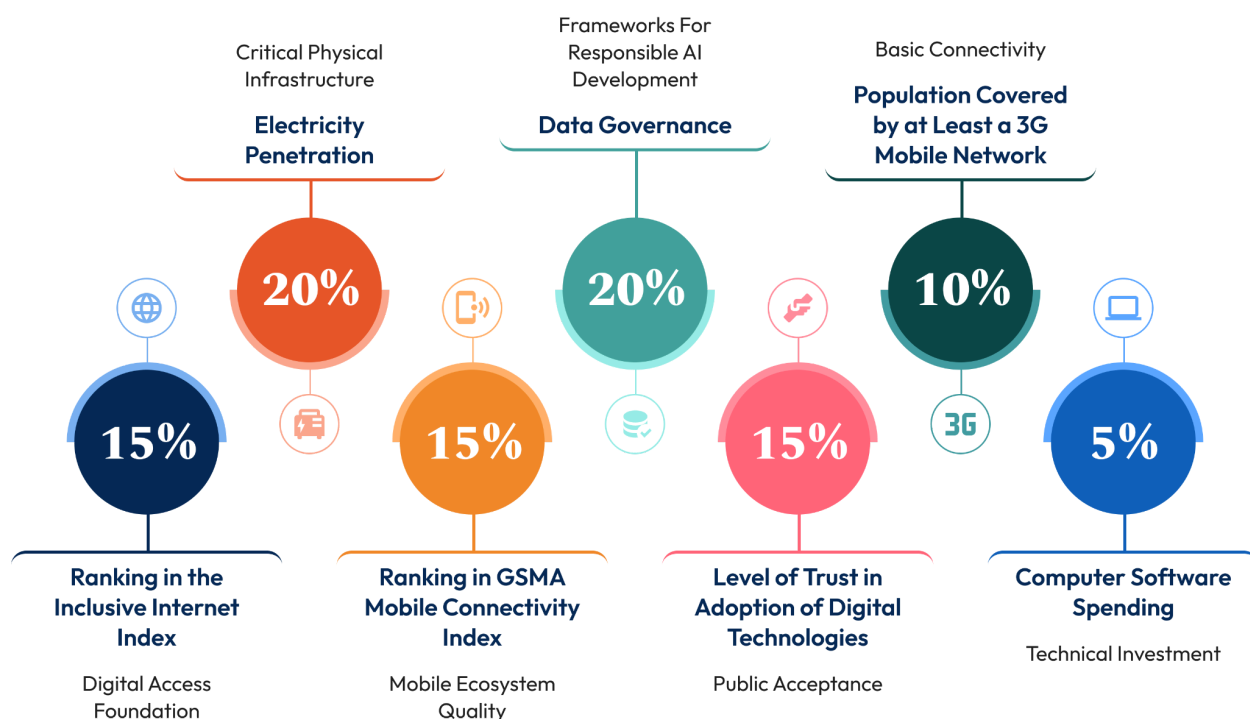 Critical Physical
Infrastructure
Electricity
Penetration
20%
Frameworks For
Responsible AI
Development
Data Governance
20%
Basic Connectivity
Population Covered
by at Least a 3G
Mobile Network
10%
3G
15%
Ranking in the
Inclusive Internet
Index
Digital Access
Foundation
15%
Ranking in GSMA
Mobile Connectivity
Index
Mobile Ecosystem
Quality
15%
Level of Trust in
Adoption of Digital
Technologies
Public Acceptance
5%
Computer Software
Spending
Technical Investment